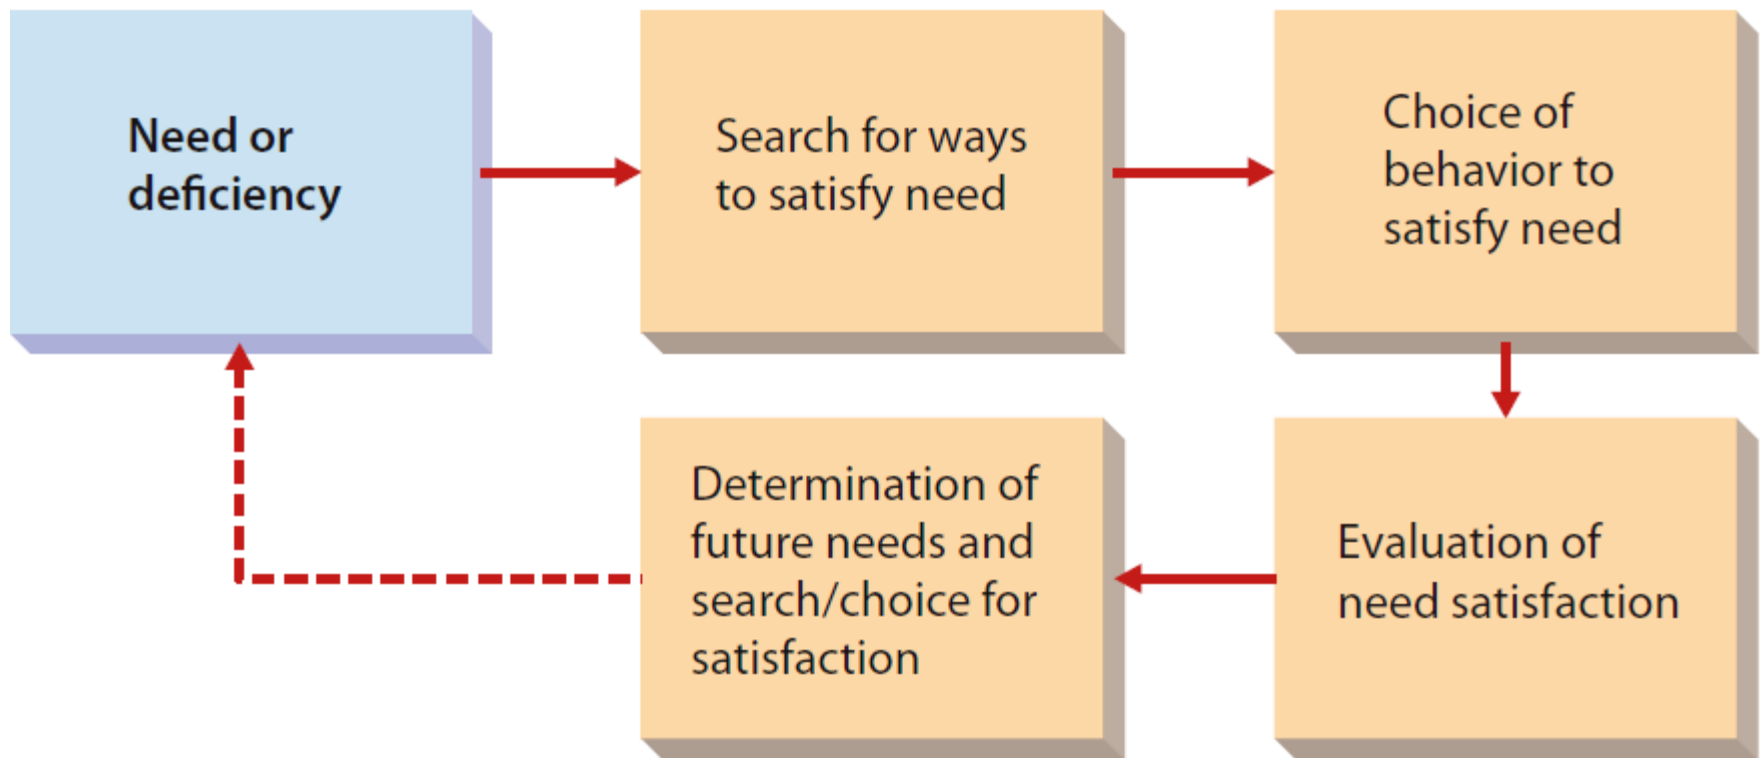 Need or
deficiency
Search for ways
to satisfy need
Choice of
behavior to
satisfy need
Evaluation of
need satisfaction
Determination of
future needs and
search/choice for
satisfaction